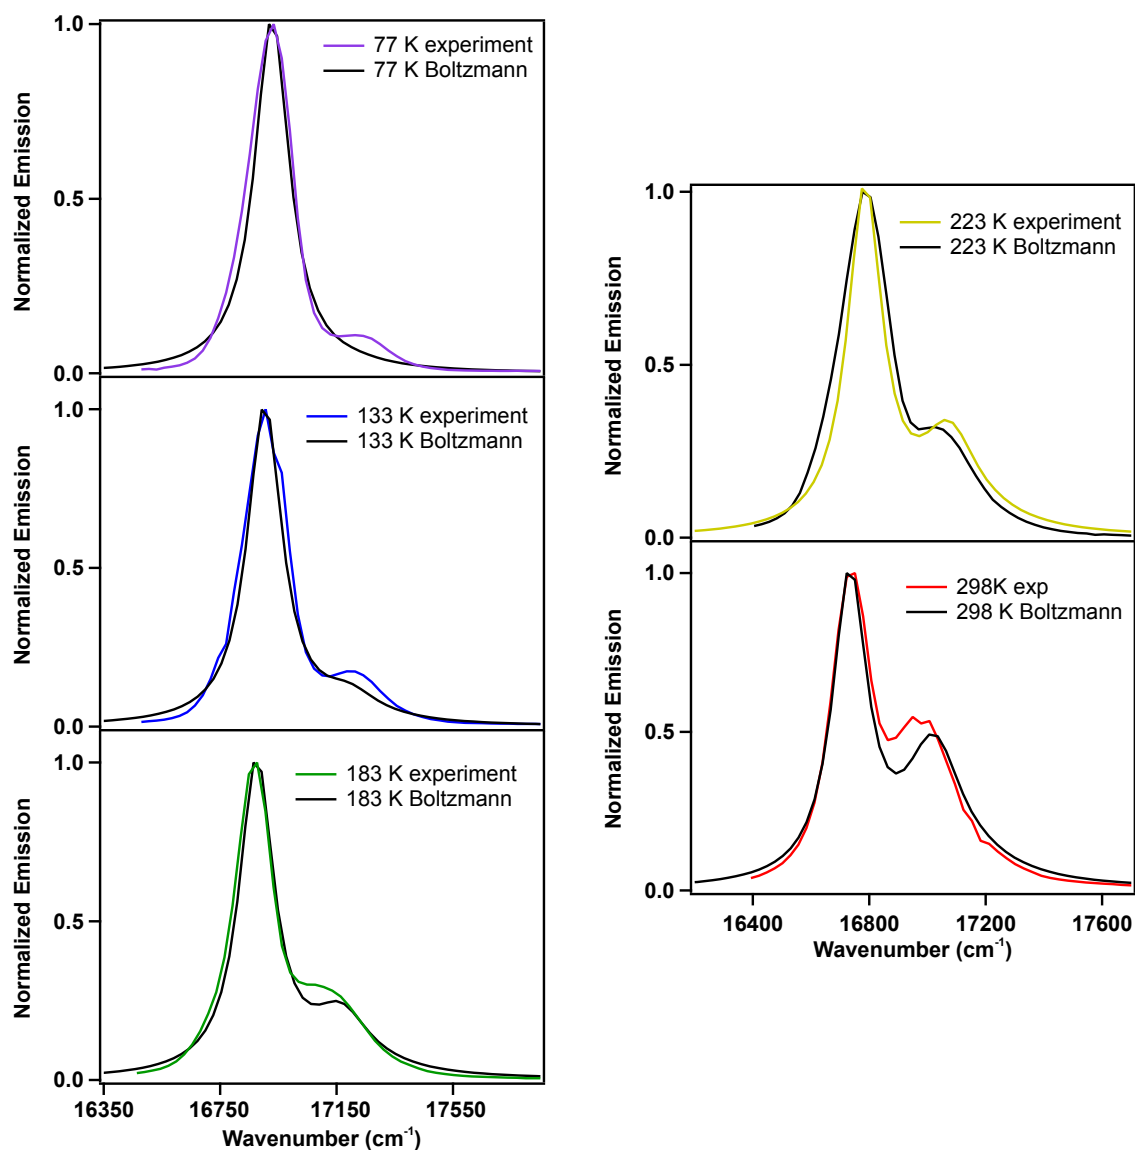 1.0
77 K experiment
77 K Boltzmann
Normalized Emission
0.5
0.0
1.0
133 K experiment
133 K Boltzmann
Normalized Emission
0.5
0.0
1.0
183 K experiment
183 K Boltzmann
Normalized Emission
0.5
0.0
16350 16750 17150 17550
Wavenumber (cm-1)
1.0
223 K experiment
223 K Boltzmann
Normalized Emission
0.5
0.0
1.0
298K exp
298 K Boltzmann
Normalized Emission
0.5
0.0
16400 16800 17200 17600
Wavenumber (cm-1)